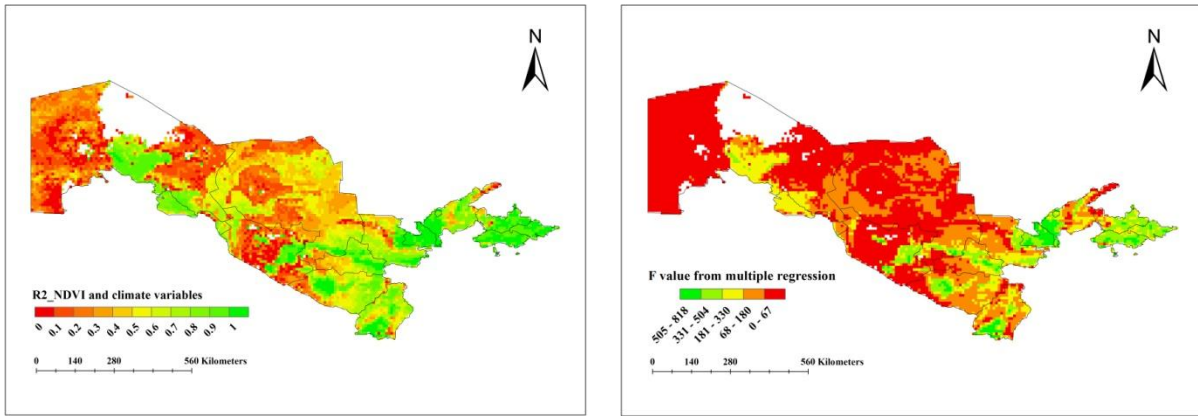 N
R2_NDVI and climate variables
0 0.1 0.2 0.3 0.4 0.5 0.6 0.7 0.8 0.9 1
0 140 280 560 Kilometers
N
F value from multiple regression
505 - 818 331 - 504 181 - 330 68 - 180 0 - 67
0 140 280 560 Kilometers